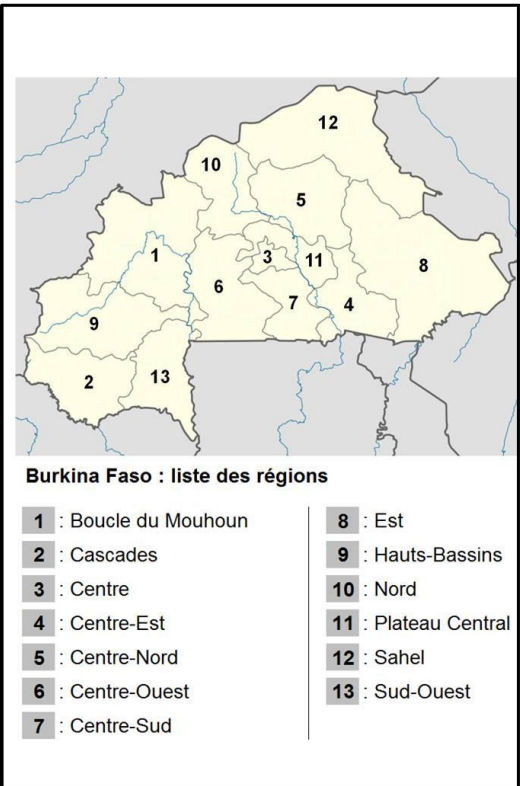 12
10
5
1
3
11
8
6
7
4
9
2
13
Burkina Faso : liste des régions
1 : Boucle du Mouhoun
2 : Cascades
3 : Centre
4 : Centre-Est
5 : Centre-Nord
6 : Centre-Ouest
7 : Centre-Sud
8 : Est
9 : Hauts-Bassins
10 : Nord
11 : Plateau Central
12 : Sahel
13 : Sud-Ouest